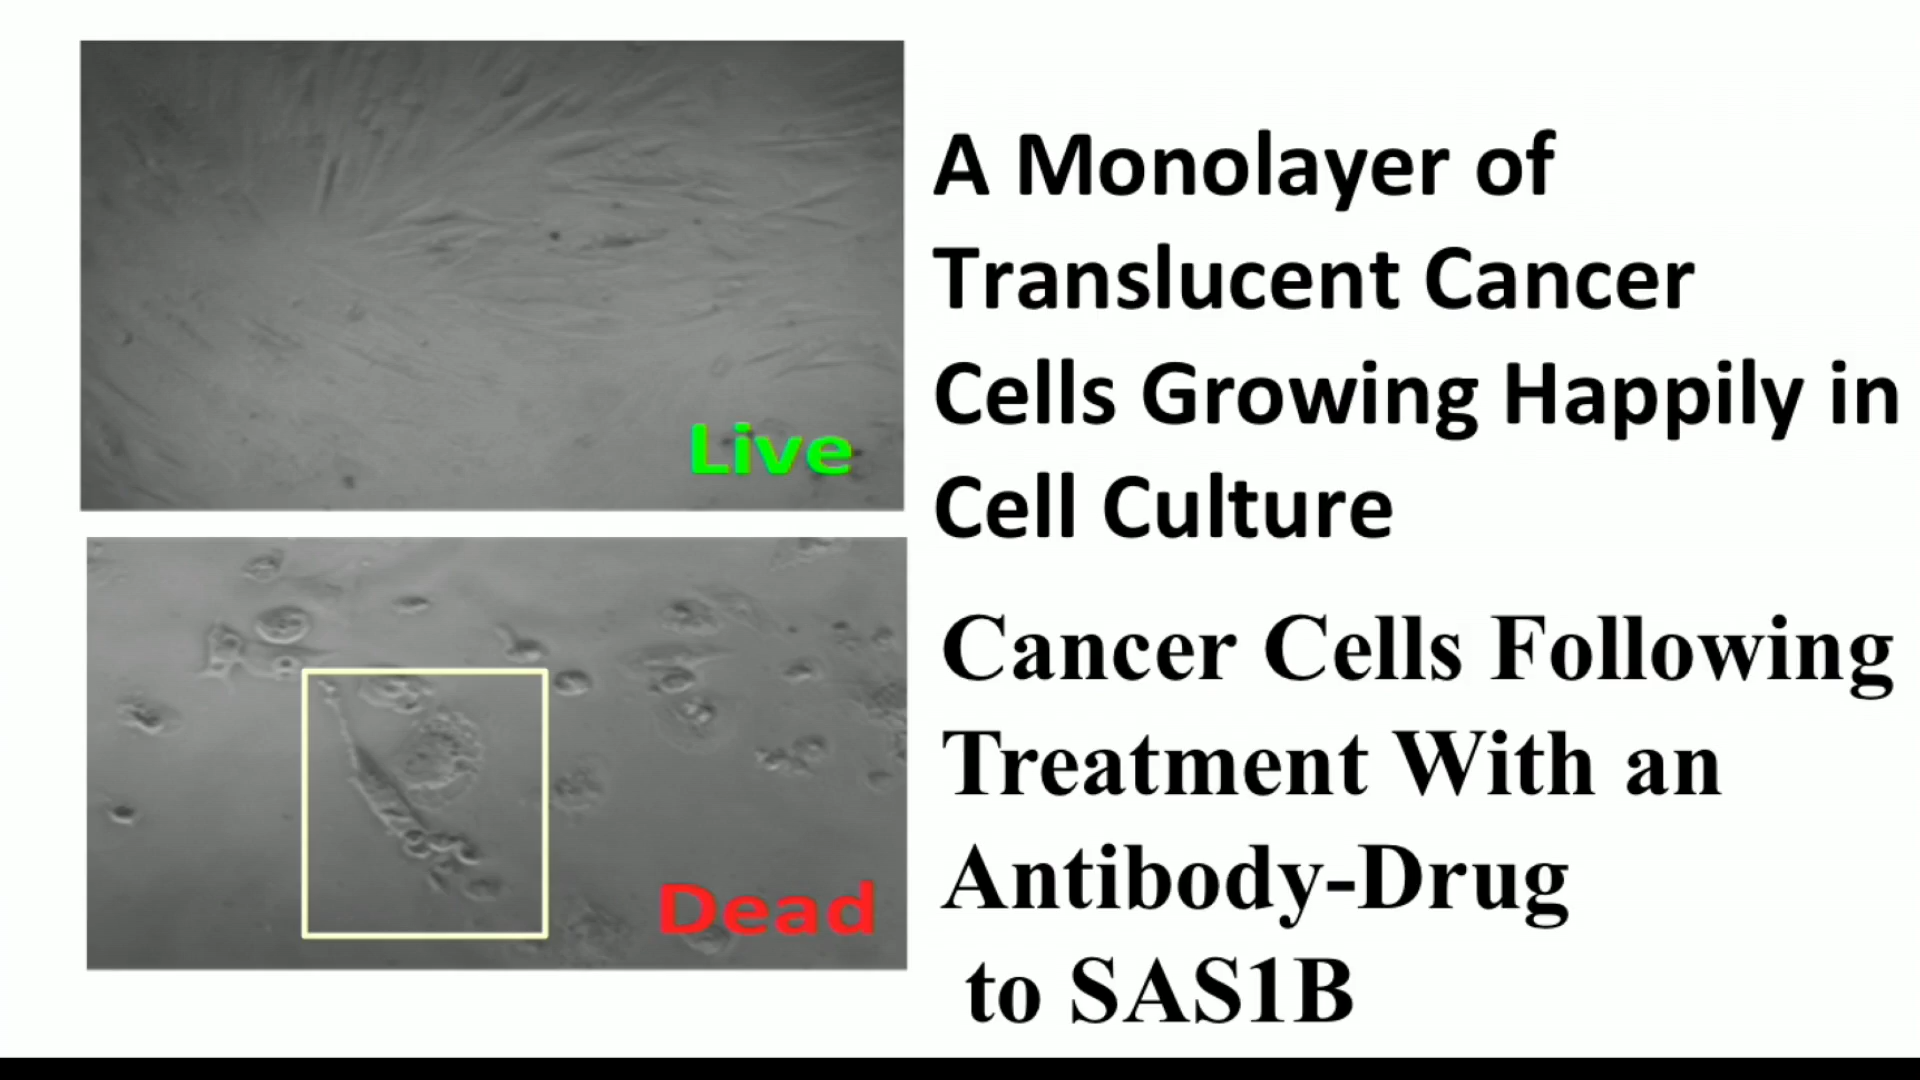 Live
A Monolayer of
Translucent Cancer
Cells Growing Happily in
Cell Culture
Dead
Cancer Cells Following
Treatment With an
Antibody-Drug
to SAS1B